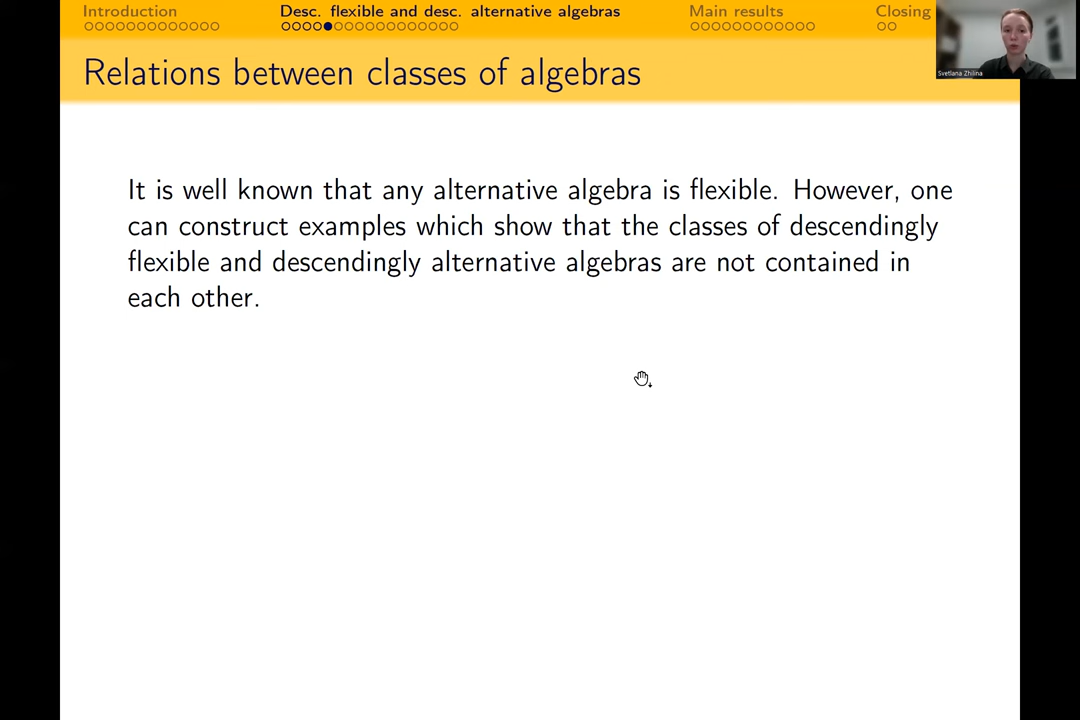 Introduction
Desc. flexible and desc. alternative algebras
Main results
Closing
Svetlana Zhilina
Relations between classes of algebras
It is well known that any alternative algebra is flexible. However, one
can construct examples which show that the classes of descendingly
flexible and descendingly alternative algebras are not contained in
each other.